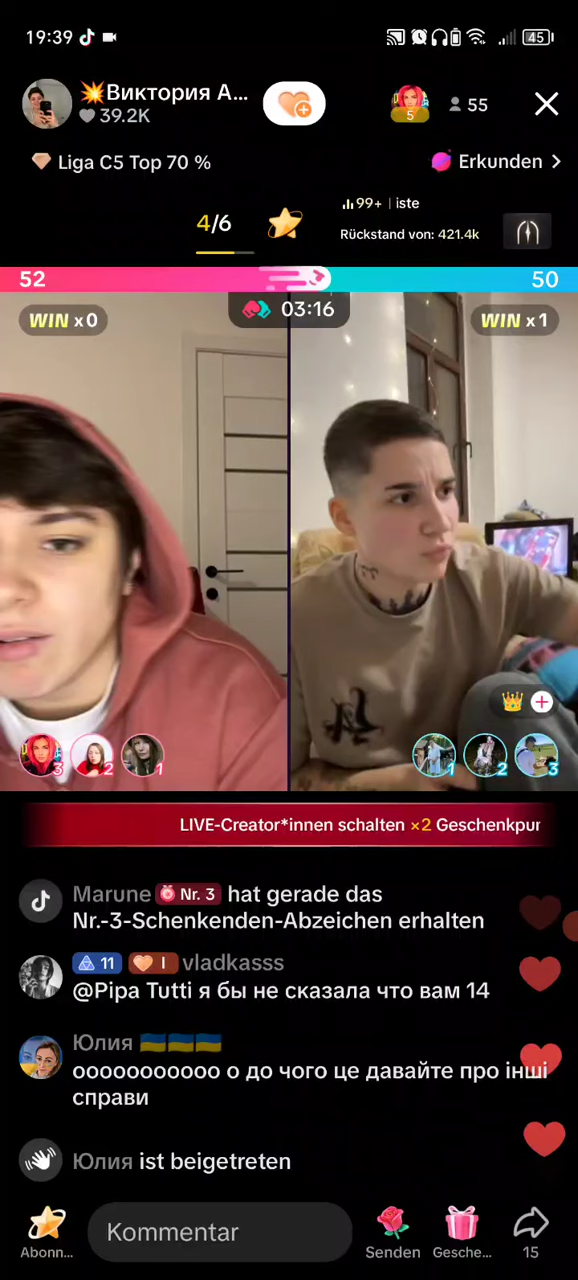 19:39
45
💥Виктория А...
39.2K
5
55
Liga C5 Top 70 %
Erkunden
4/6
99+ | iste
Rückstand von: 421.4k
52
50
WIN x0
03:16
WIN x1
3
2
1
1
2
3
LIVE-Creator*innen schalten ×2 Geschenkpur
Marune Nr. 3 hat gerade das
Nr.-3-Schenkenden-Abzeichen erhalten
11 I vladkasss
@Pipa Tutti я бы не сказала что вам 14
Юлия 🇺🇦🇺🇦🇺🇦
ооооооооооо о до чого це давайте про інші
справи
Юлия ist beigetreten
Kommentar
Abonn...
Senden
Gesche...
15